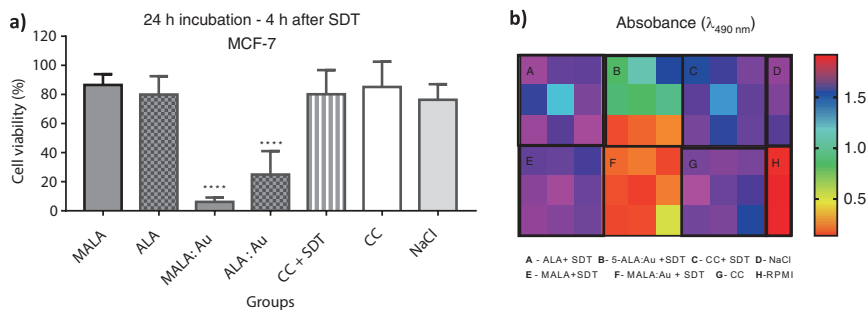 a)
24 h incubation - 4 h after SDT
MCF-7
Cell viability (%)
120
100
80
60
40
20
0
****
****
MALA
ALA
MALA: Au
ALA : Au
CC + SDT
CC
NaCl
Groups
b)
Absobance (λ490 nm)
A
B
C
D
E
F
G
H
1.5
1.0
0.5
A - ALA+ SDT B- 5-ALA:Au +SDT C- CC+ SDT D- NaCl
E - MALA+SDT F- MALA:Au + SDT G- CC H-RPMI